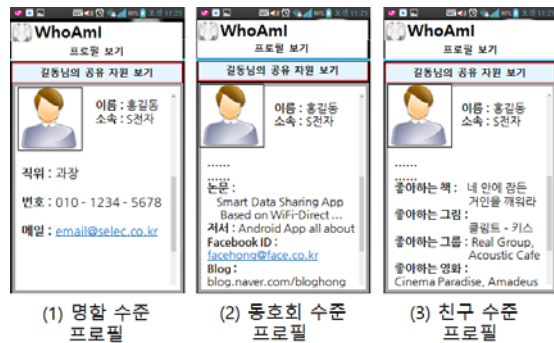 WhoAmI
프로필 보기
길동님의 공유 자원 보기
이름 : 홍길동
소속 : S전자
직위 : 과장
번호 : 010 - 1234 - 5678
메일 : email@selec.co.kr
(1) 명함 수준
프로필
WhoAmI
프로필 보기
길동님의 공유 자원 보기
이름 : 홍길동
소속 : S전자
......
......
논문 :
Smart Data Sharing App
Based on WiFi-Direct ...
저서 : Android App all about
Facebook ID :
facehong@face.co.kr
Blog :
blog.naver.com/bloghong
(2) 동호회 수준
프로필
WhoAmI
프로필 보기
길동님의 공유 자원 보기
이름 : 홍길동
소속 : S전자
......
......
좋아하는 책 : 네 안에 잠든
거인을 깨워라
좋아하는 그림 :
클림트 - 키스
좋아하는 그룹 : Real Group,
Acoustic Cafe
좋아하는 영화 :
Cinema Paradise, Amadeus
(3) 친구 수준
프로필